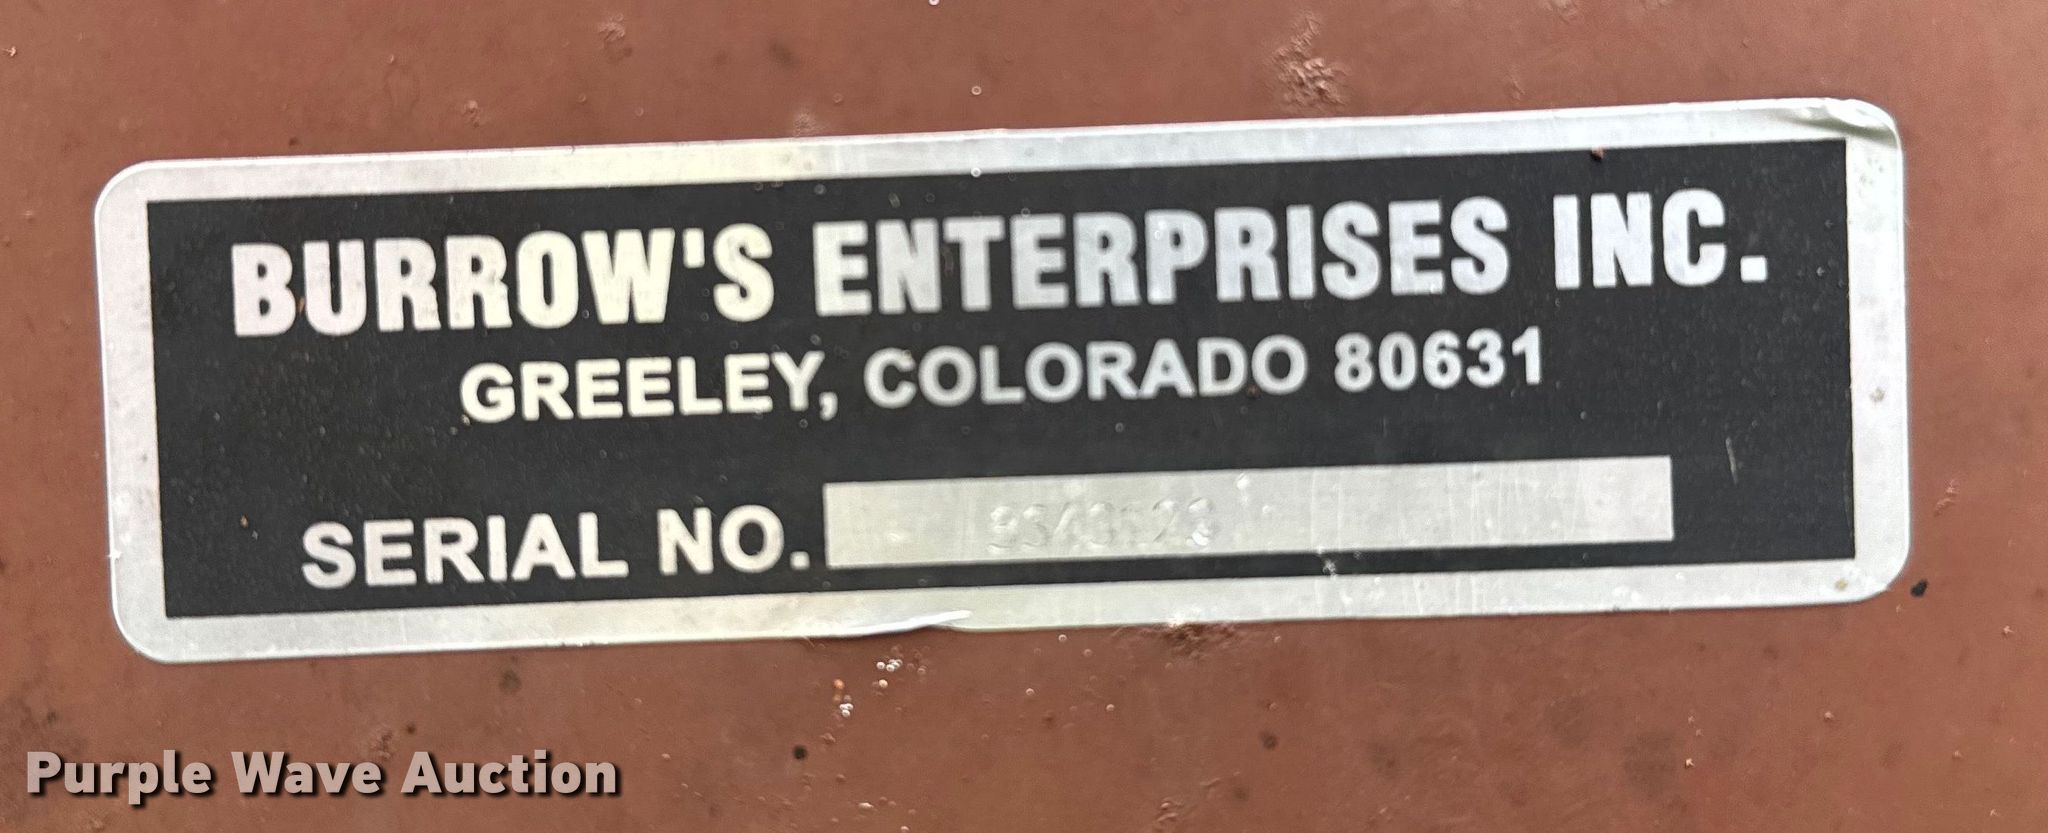 BURROW'S ENTERPRISES INC.
GREELEY, COLORADO 80631
SERIAL NO.
Purple Wave Auction